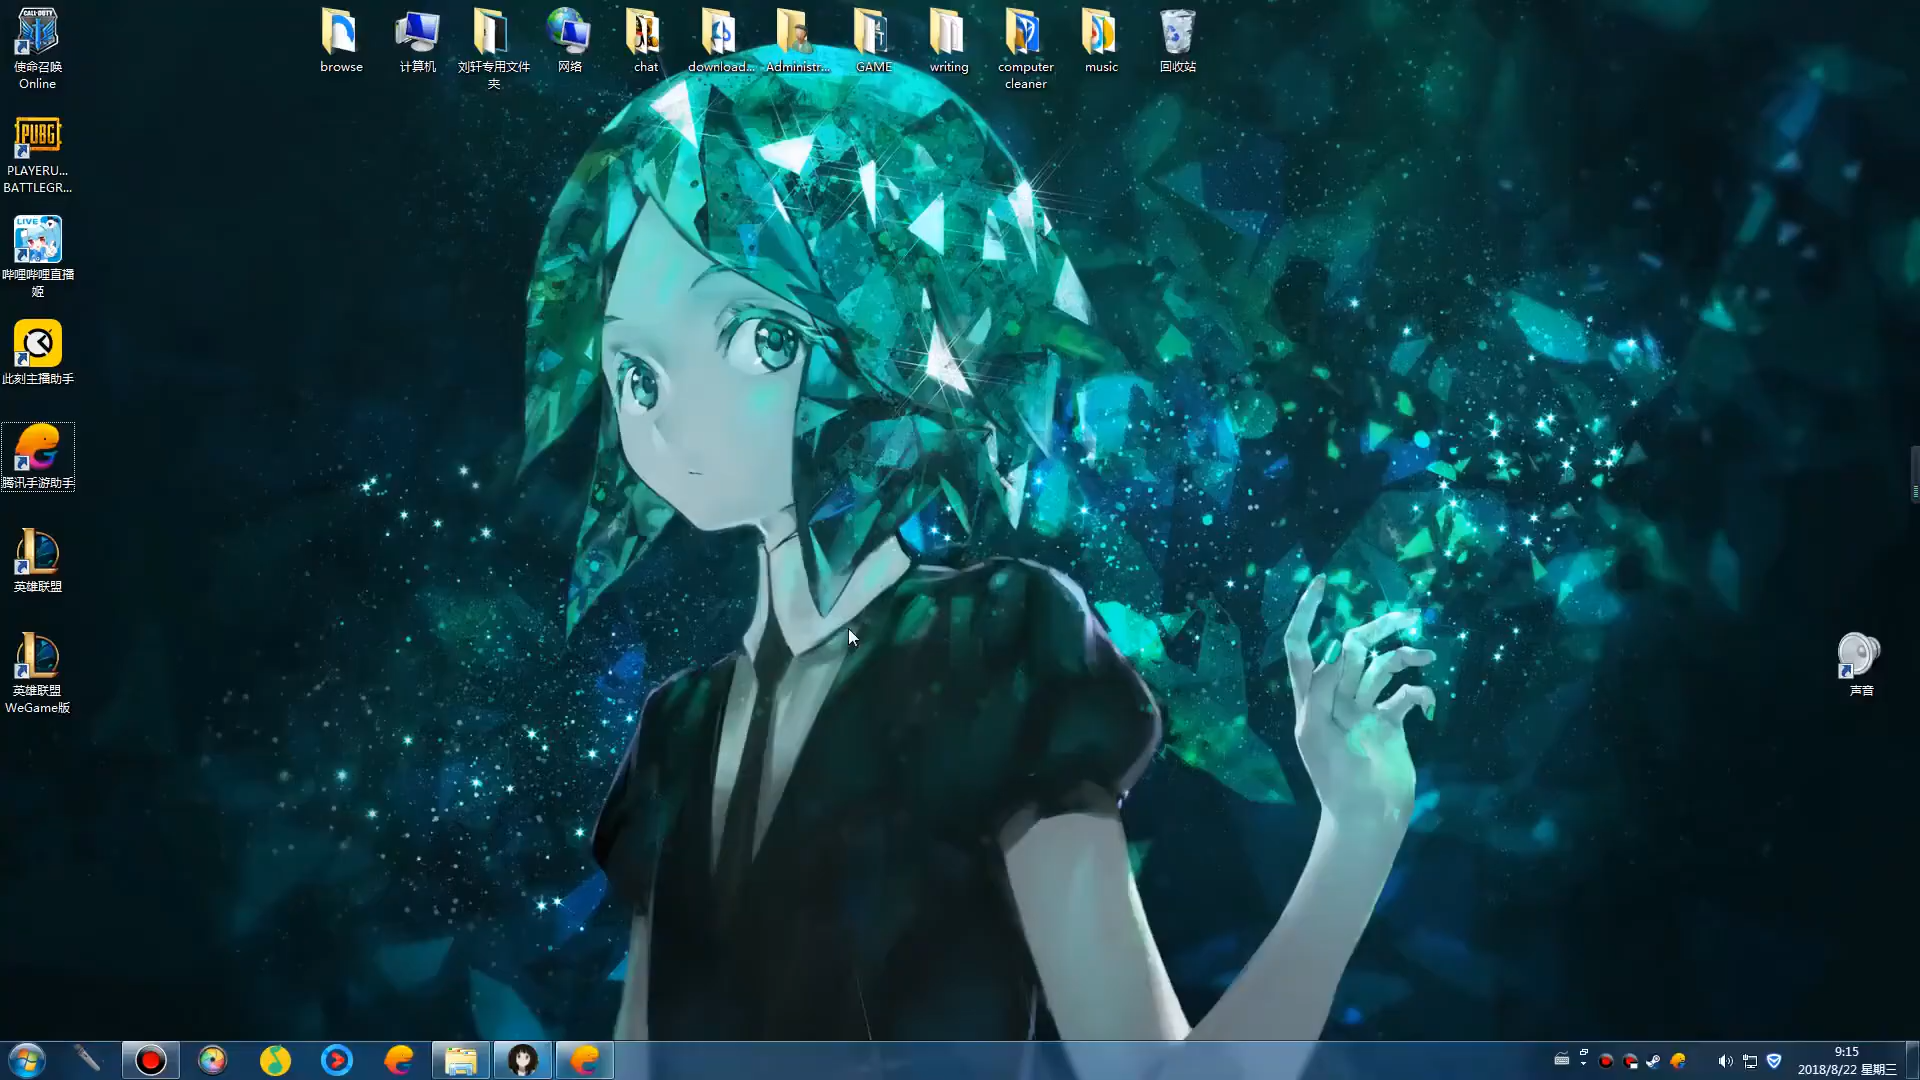 browse
计算机
刘轩专用文件
夹
网络
chat
download...
Administr...
GAME
writing
computer
cleaner
music
回收站
CALL·DUTY
使命召唤
Online
PUBG
PLAYERU...
BATTLEGR...
LIVE
哔哩哔哩直播
姬
此刻主播助手
腾讯手游助手
英雄联盟
英雄联盟
WeGame版
声音
9:15
2018/8/22 星期三